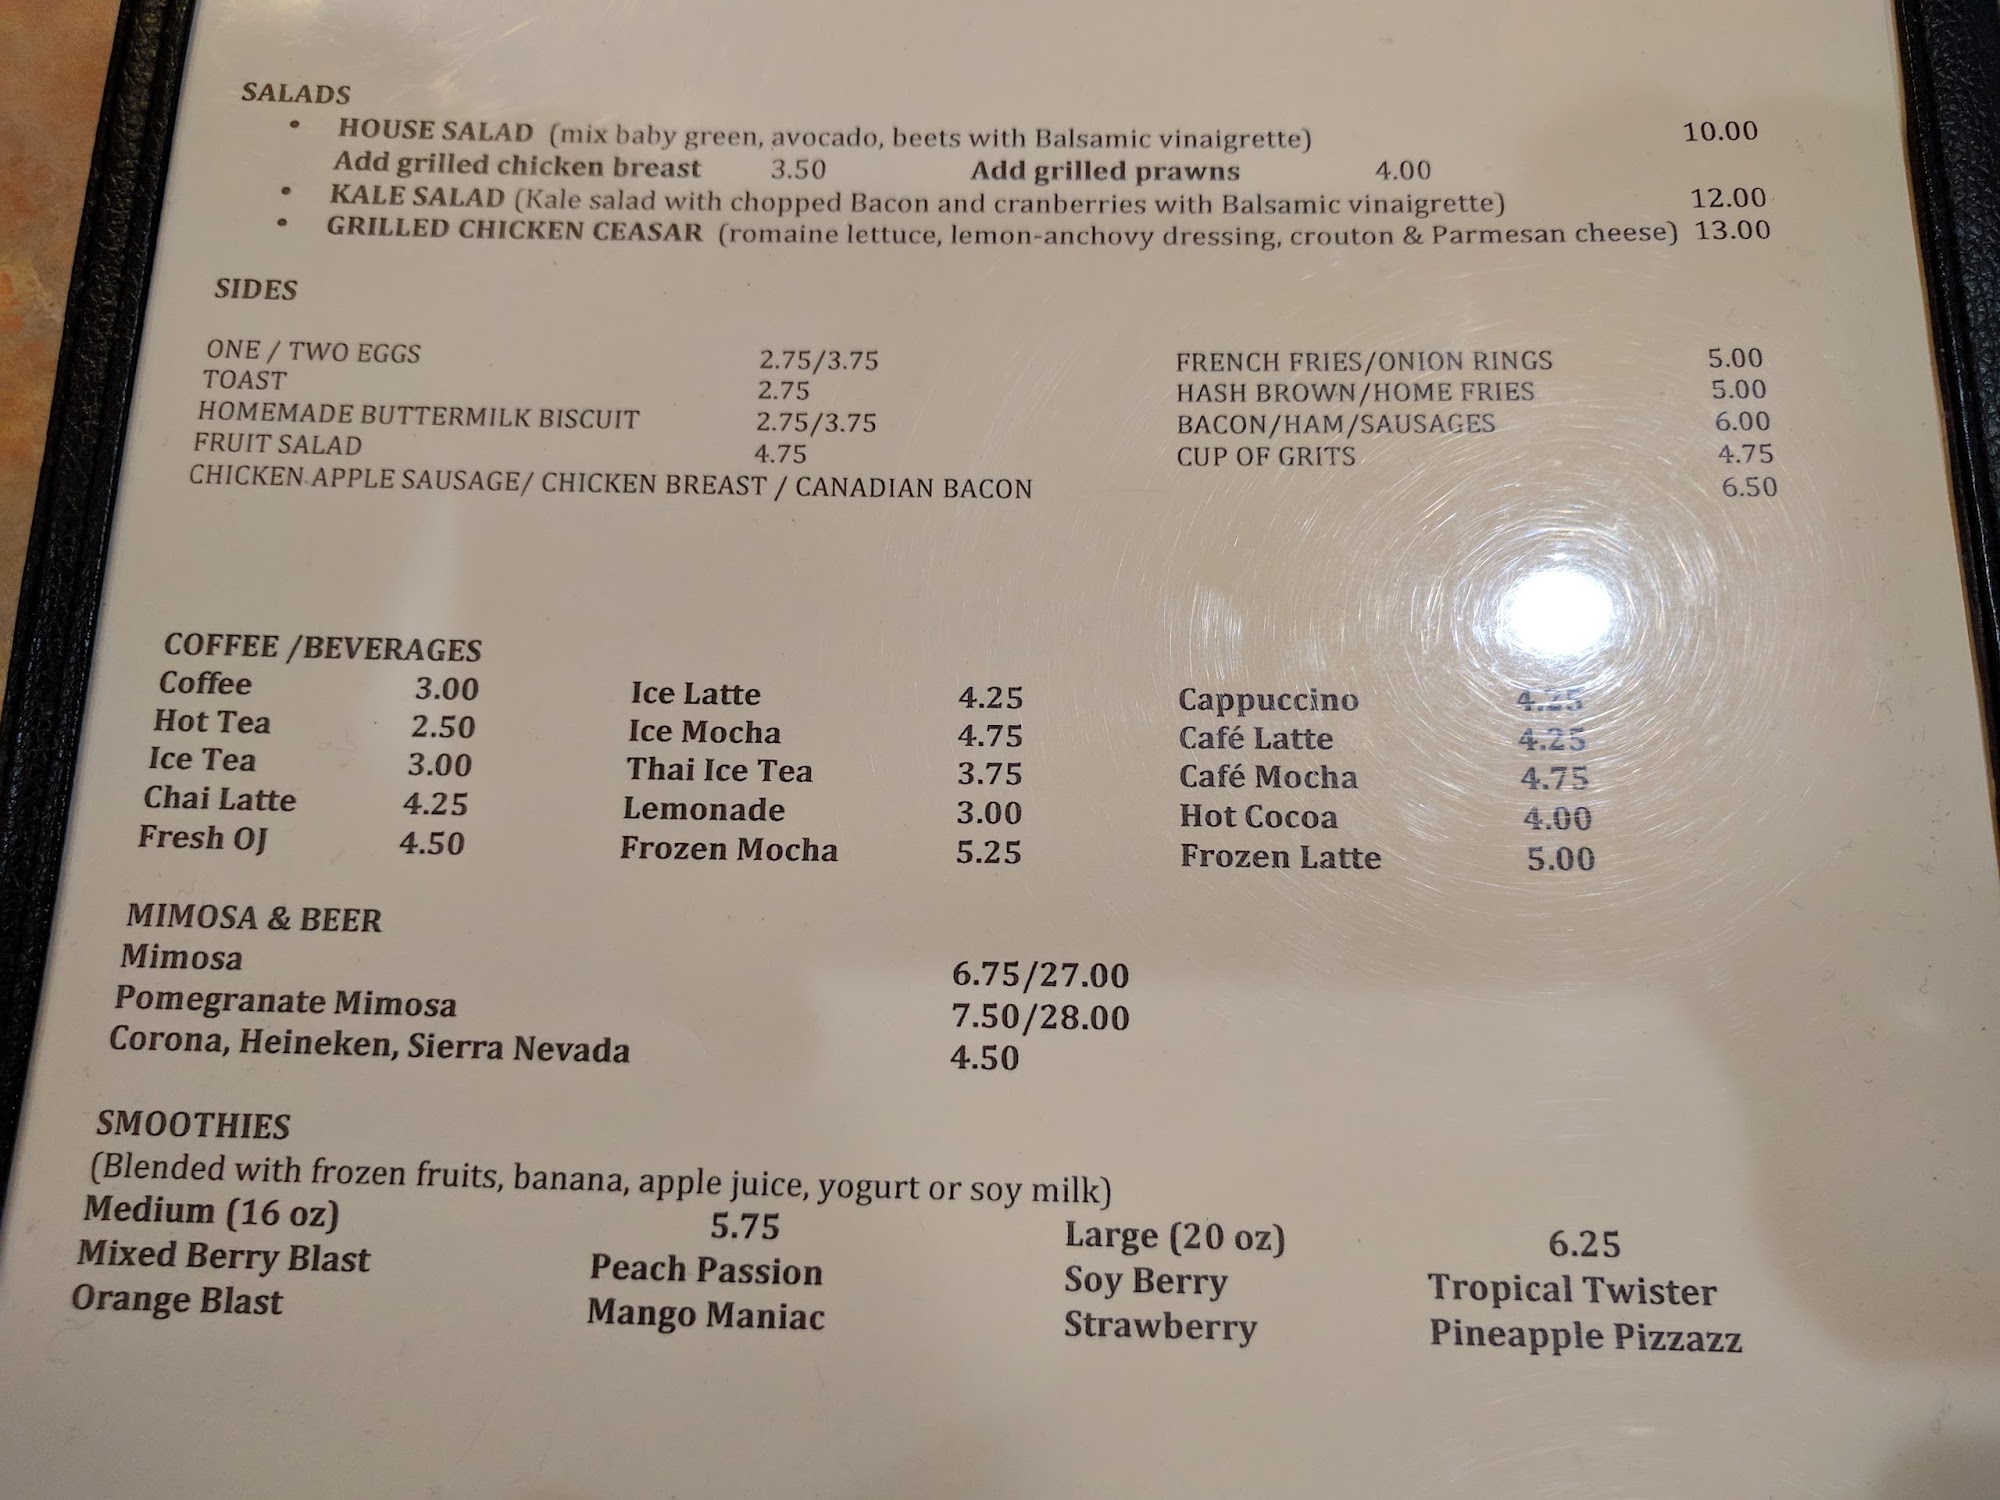 SALADS
• HOUSE SALAD (mix baby green, avocado, beets with Balsamic vinaigrette) 10.00
Add grilled chicken breast 3.50 Add grilled prawns 4.00
• KALE SALAD (Kale salad with chopped Bacon and cranberries with Balsamic vinaigrette) 12.00
• GRILLED CHICKEN CEASAR (romaine lettuce, lemon-anchovy dressing, crouton & Parmesan cheese) 13.00
SIDES
ONE / TWO EGGS 2.75/3.75 FRENCH FRIES/ONION RINGS 5.00
TOAST 2.75 HASH BROWN/HOME FRIES 5.00
HOMEMADE BUTTERMILK BISCUIT 2.75/3.75 BACON/HAM/SAUSAGES 6.00
FRUIT SALAD 4.75 CUP OF GRITS 4.75
CHICKEN APPLE SAUSAGE/ CHICKEN BREAST / CANADIAN BACON 6.50
COFFEE /BEVERAGES
Coffee 3.00 Ice Latte 4.25 Cappuccino 4.25
Hot Tea 2.50 Ice Mocha 4.75 Café Latte 4.25
Ice Tea 3.00 Thai Ice Tea 3.75 Café Mocha 4.75
Chai Latte 4.25 Lemonade 3.00 Hot Cocoa 4.00
Fresh OJ 4.50 Frozen Mocha 5.25 Frozen Latte 5.00
MIMOSA & BEER
Mimosa 6.75/27.00
Pomegranate Mimosa 7.50/28.00
Corona, Heineken, Sierra Nevada 4.50
SMOOTHIES
(Blended with frozen fruits, banana, apple juice, yogurt or soy milk)
Medium (16 oz) 5.75 Large (20 oz) 6.25
Mixed Berry Blast Peach Passion Soy Berry Tropical Twister
Orange Blast Mango Maniac Strawberry Pineapple Pizzazz